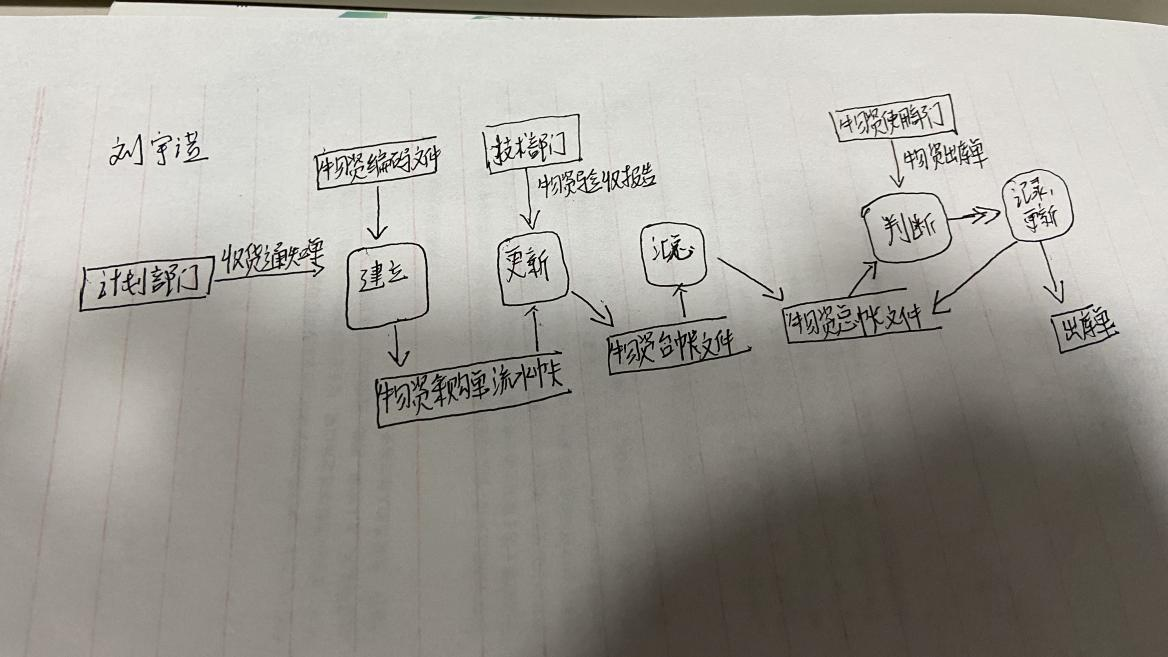 刘宇洪
物资编码文件
技术部门
物资使用部门
物资验收报告
物资出库单
计划部门
收货通知单
建立
更新
汇总
判断
记录,
更新
物资采购单流水帐
物资台帐文件
物资总帐文件
出库单